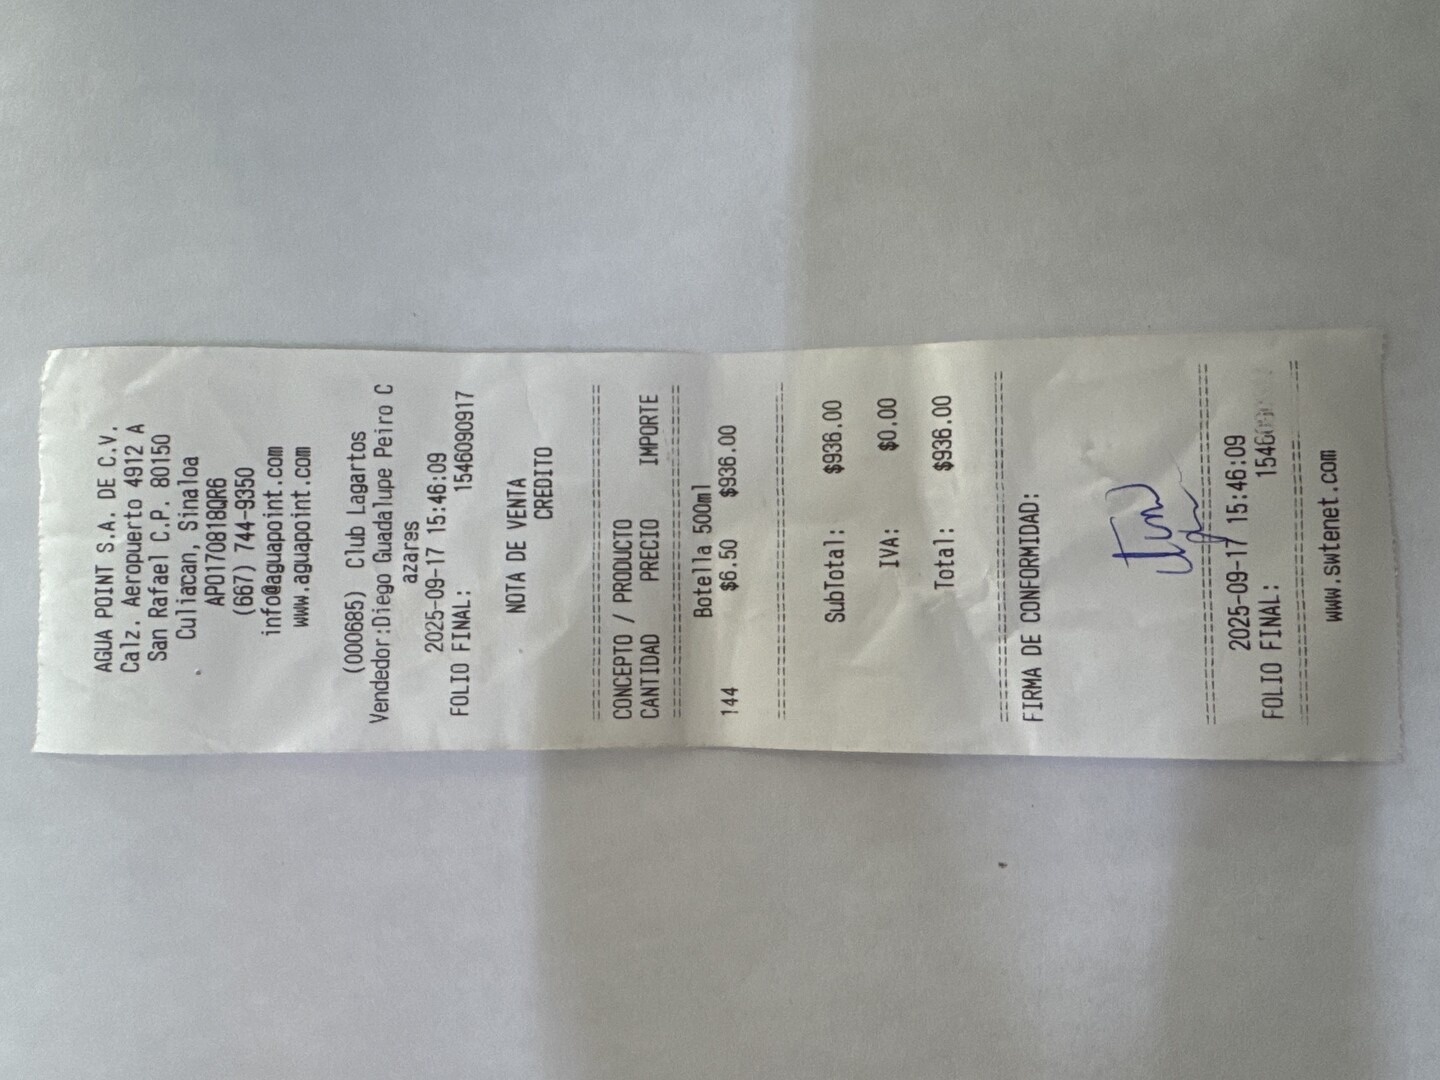 AGUA POINT S.A. DE C.V.
Calz. Aeropuerto 4912 A
San Rafael C.P. 80150
Culiacan, Sinaloa
APO170818QR6
(667) 744-9350
info@aguapoint.com
www.aguapoint.com
(000685) Club Lagartos
Vendedor:Diego Guadalupe Peiro C
azares
2025-09-17 15:46:09
FOLIO FINAL: 1546090917
NOTA DE VENTA
CREDITO
================================
CONCEPTO / PRODUCTO
CANTIDAD PRECIO IMPORTE
================================
Botella 500ml
144 $6.50 $936.00
================================
SubTotal: $936.00
IVA: $0.00
Total: $936.00
================================
FIRMA DE CONFORMIDAD:
================================
2025-09-17 15:46:09
FOLIO FINAL:
================================
www.swtenet.com